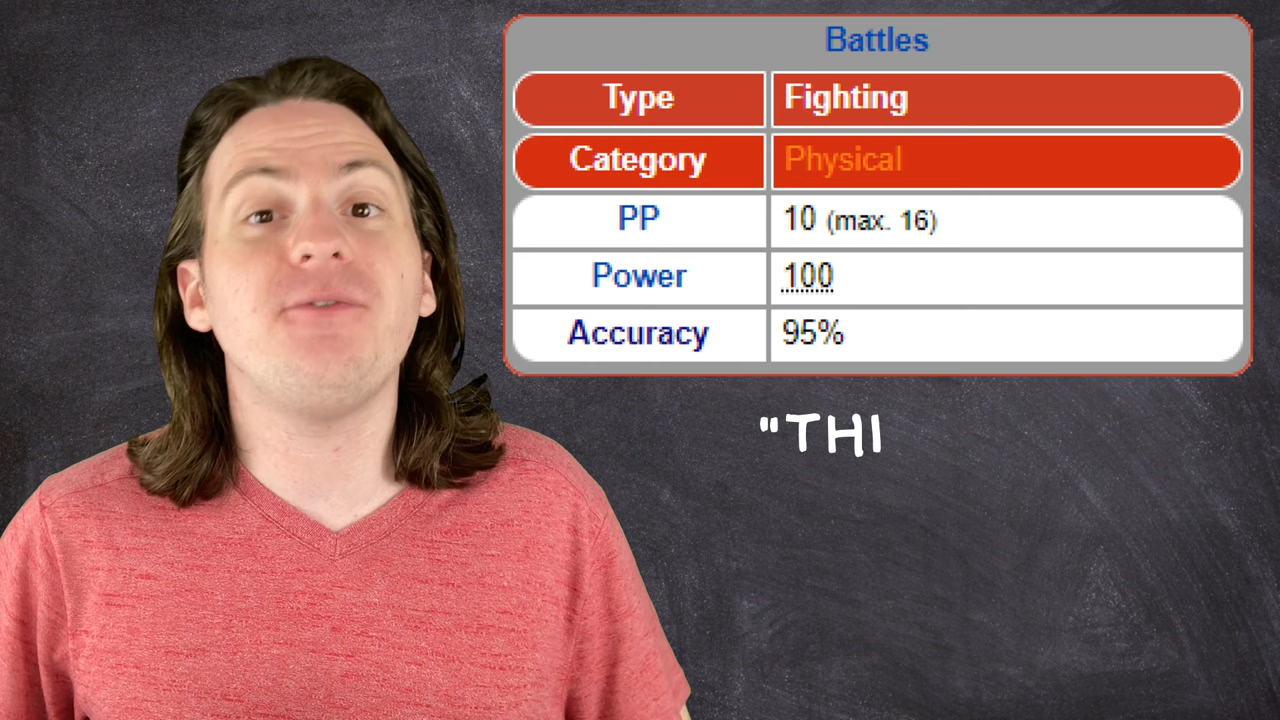 Battles
Type Fighting
Category Physical
PP 10 (max. 16)
Power 100
Accuracy 95%
"THI